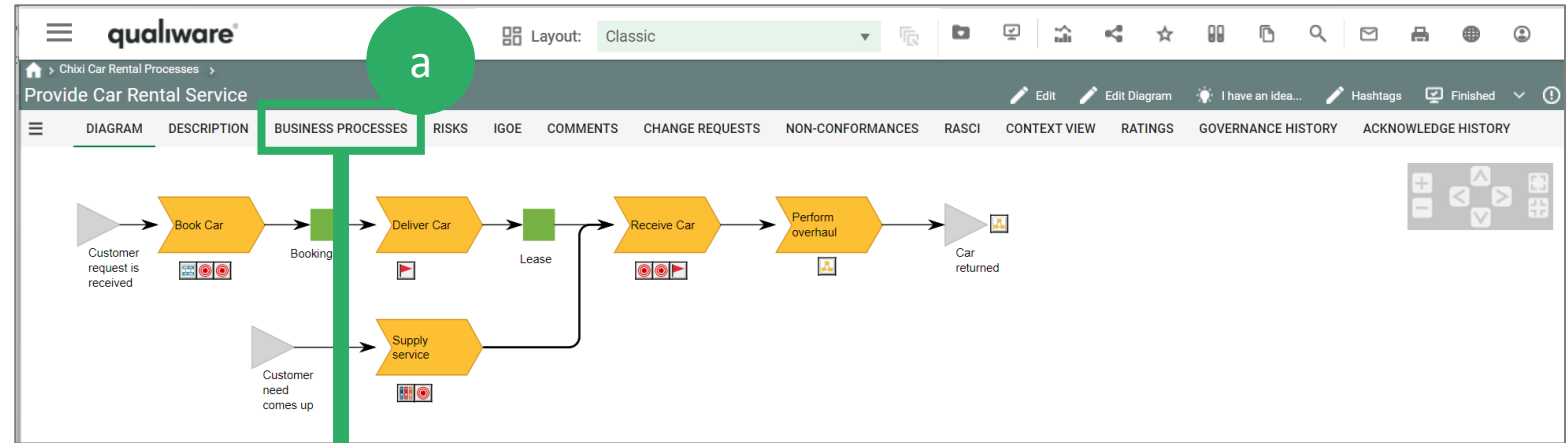 qualiware®
Layout: Classic
a
Chixi Car Rental Processes
Provide Car Rental Service
Edit
Edit Diagram
I have an idea...
Hashtags
Finished
DIAGRAM
DESCRIPTION
BUSINESS PROCESSES
RISKS
IGOE
COMMENTS
CHANGE REQUESTS
NON-CONFORMANCES
RASCI
CONTEXT VIEW
RATINGS
GOVERNANCE HISTORY
ACKNOWLEDGE HISTORY
Customer
request is
received
Book Car
Booking
Deliver Car
Lease
Receive Car
Perform
overhaul
Car
returned
Customer
need
comes up
Supply
service